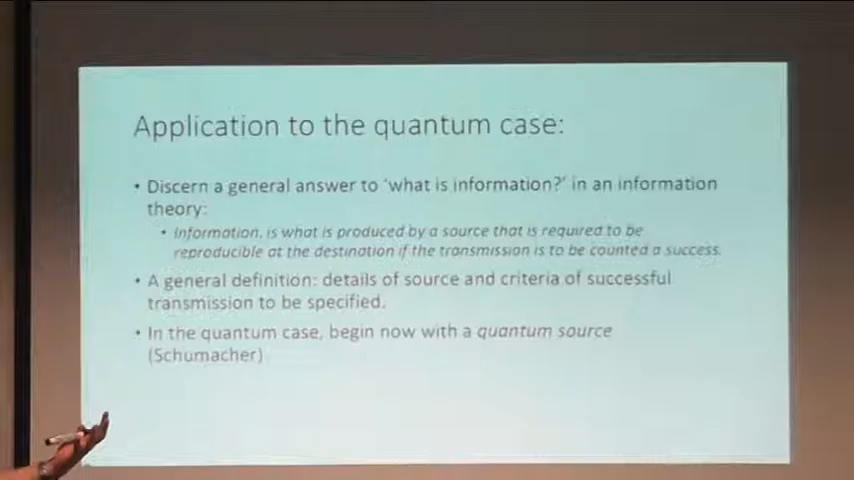 Application to the quantum case:
• Discern a general answer to 'what is information?' in an information
theory:
• Information, is what is produced by a source that is required to be
reproducible at the destination if the transmission is to be counted a success.
• A general definition: details of source and criteria of successful
transmission to be specified.
• In the quantum case, begin now with a quantum source
(Schumacher)